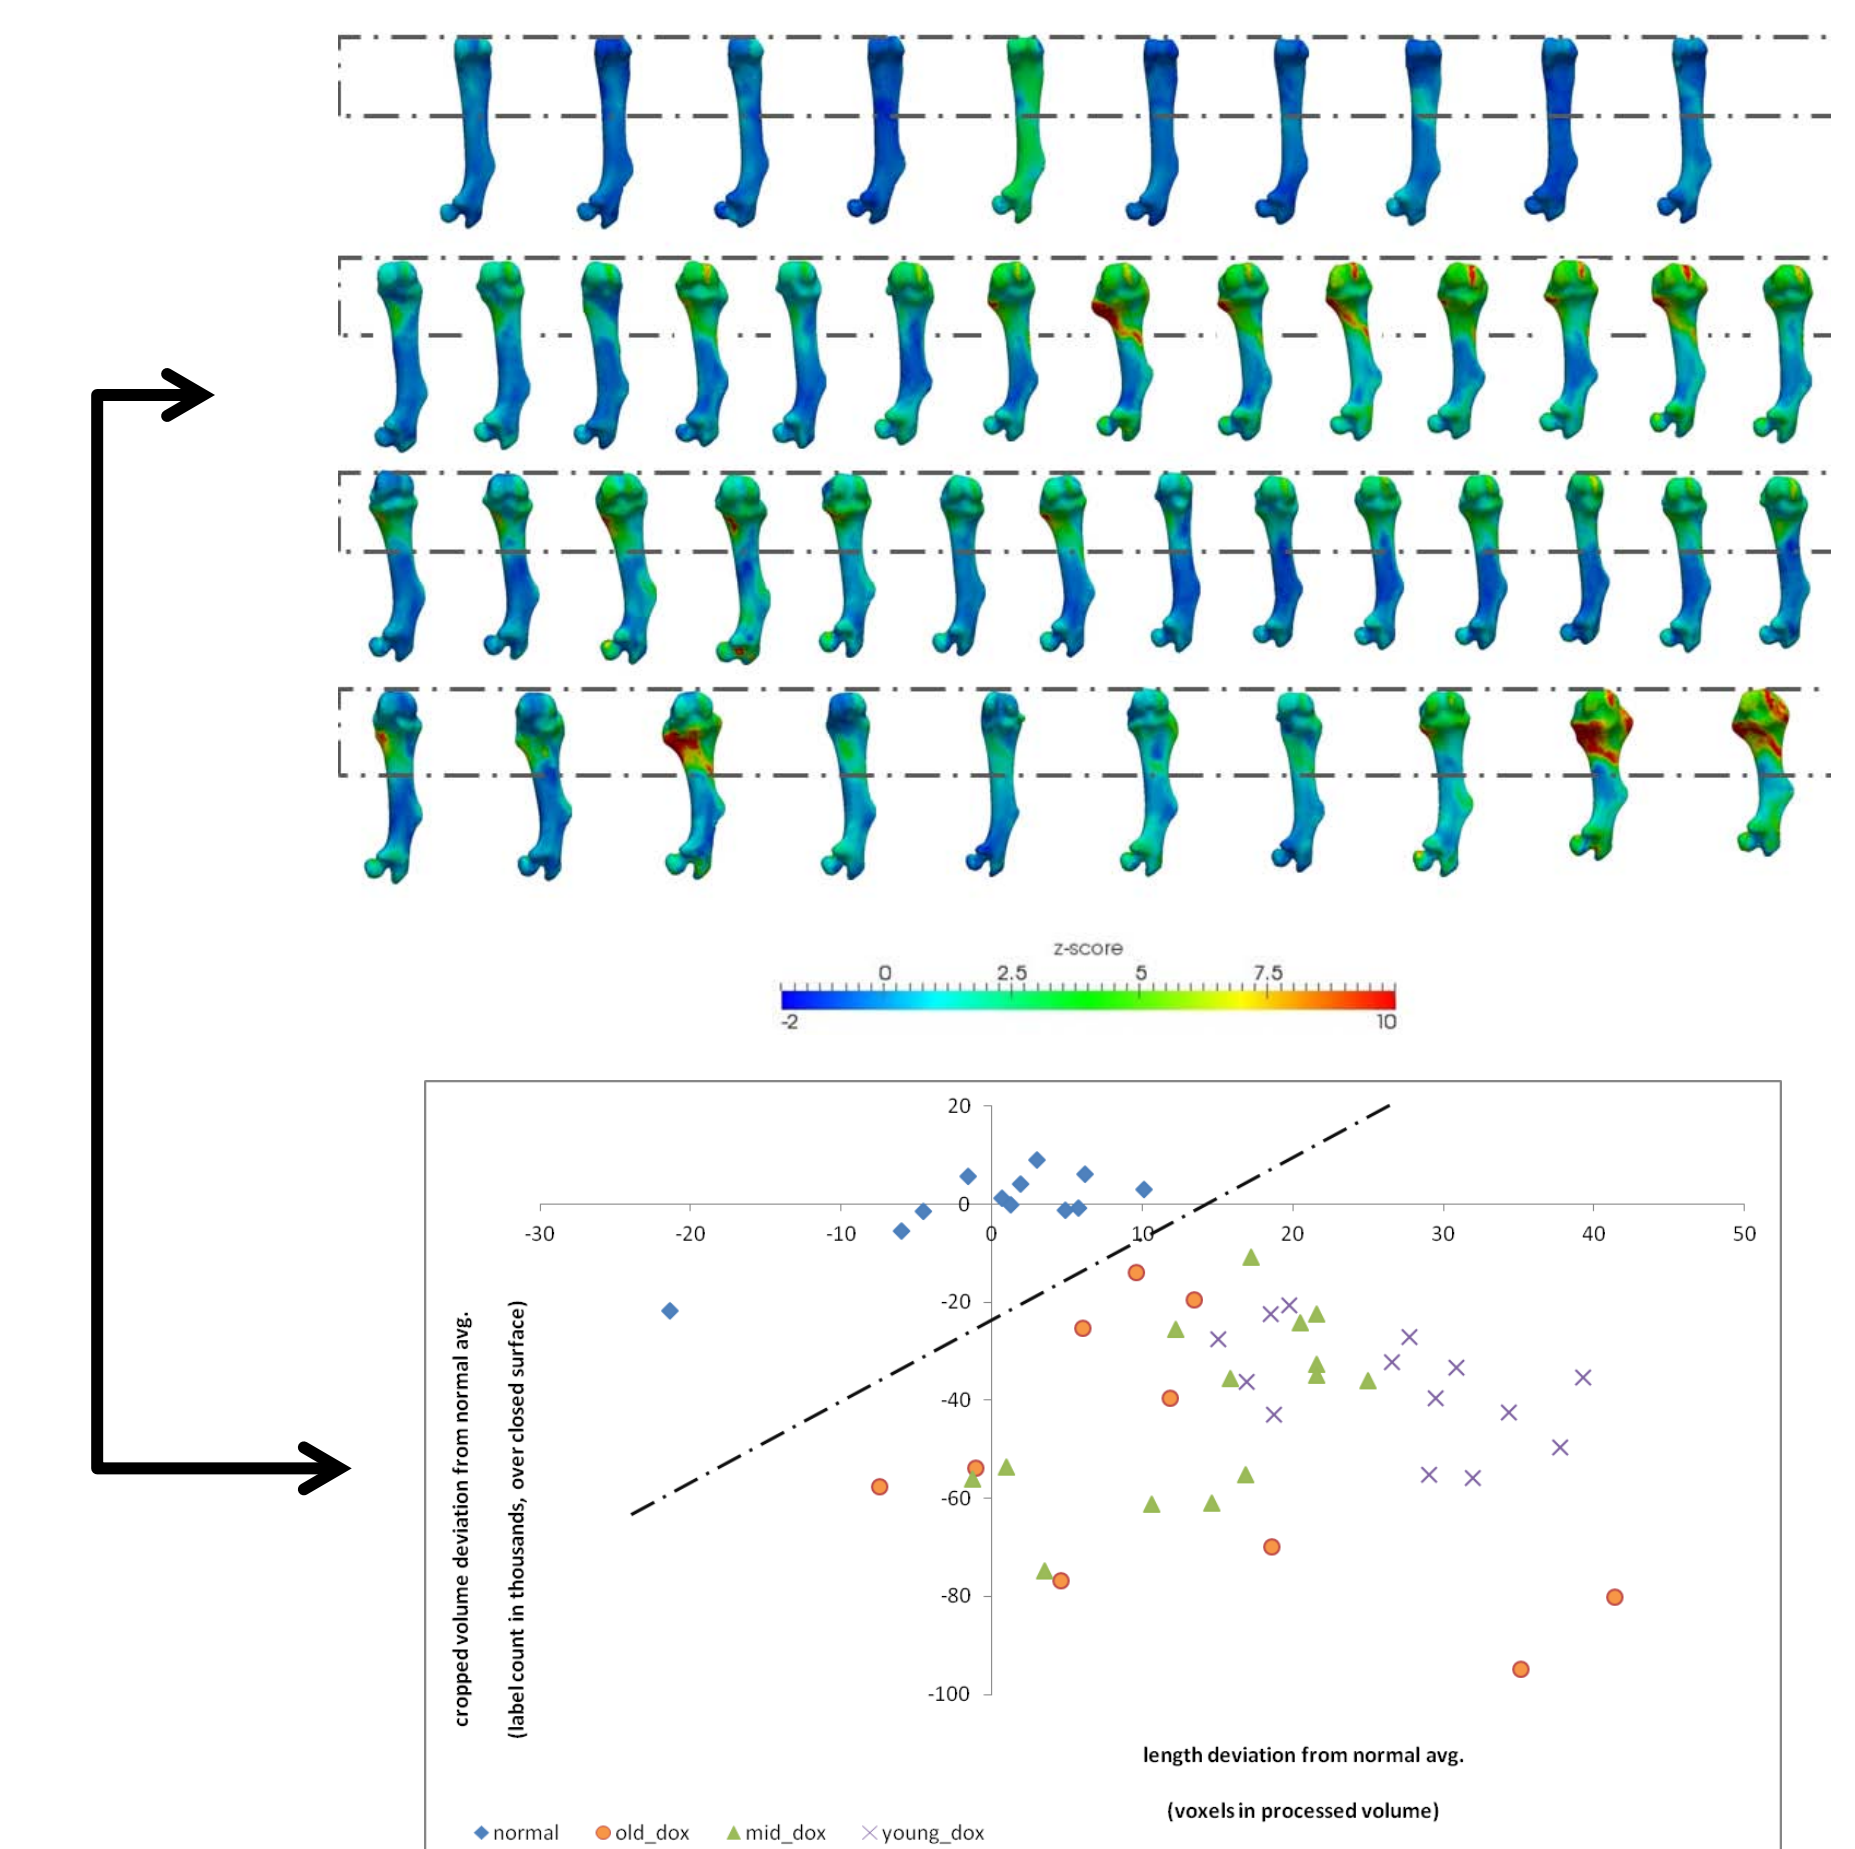 z-score
0 2.5 5 7.5
-2 10
20
0
-30 -20 -10 0 10 20 30 40 50
-20
-40
-60
-80
-100
cropped volume deviation from normal avg.
(label count in thousands, over closed surface)
length deviation from normal avg.
(voxels in processed volume)
normal old_dox mid_dox young_dox